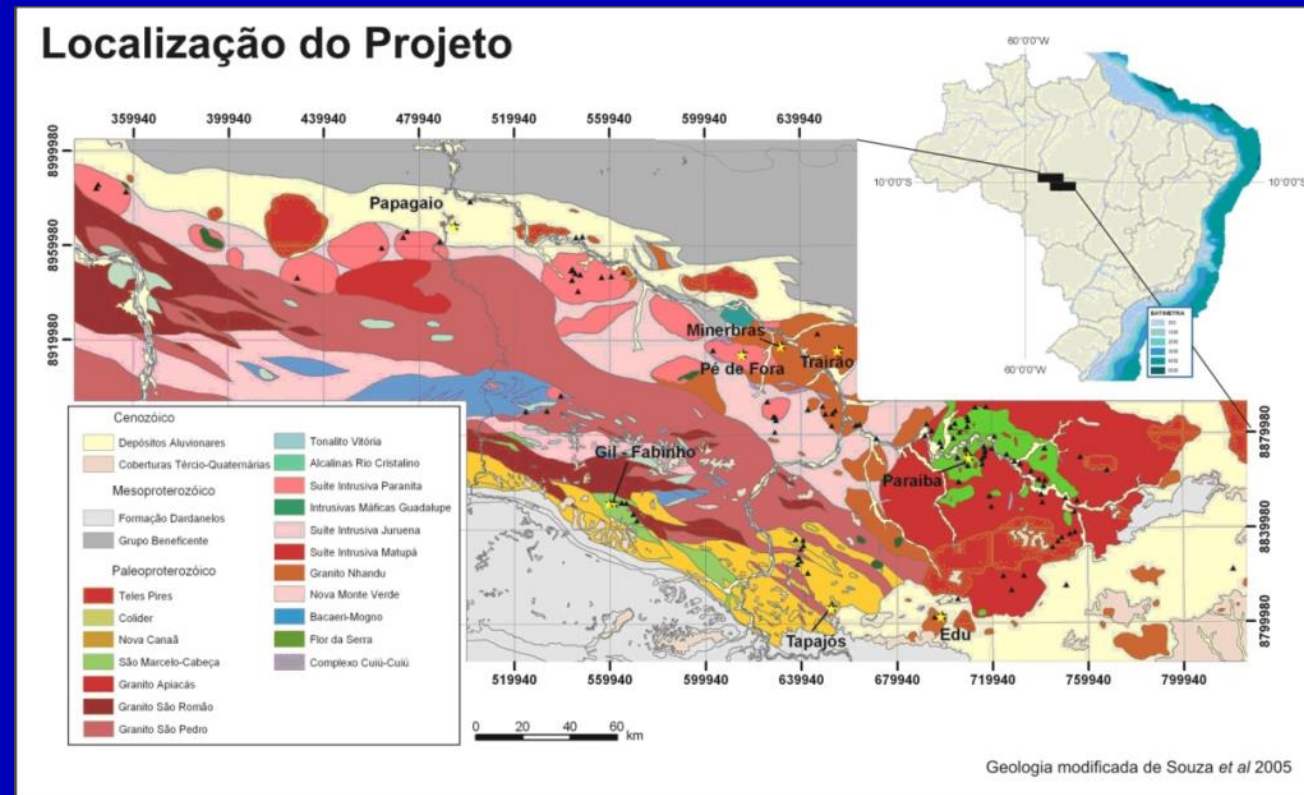 Localização do Projeto
60°0'0"W
359940 399940 439940 479940 519940 559940 599940 639940
8999980
8959980
8919980
10°0'0"S
10°0'0"S
Papagaio
Minerbras
Trairão
Pé de Fora
BATIMETRIA
60°0'0"W
Gil - Fabinho
Paraiba
Tapajós
Edu
8879980
8839980
8799980
Cenozóico
Depósitos Aluvionares
Coberturas Tércio-Quaternárias
Mesoproterozóico
Formação Dardanelos
Grupo Beneficente
Paleoproterozóico
Teles Pires
Colider
Nova Canaã
São Marcelo-Cabeça
Granito Apiacás
Granito São Romão
Granito São Pedro
Tonalito Vitória
Alcalinas Rio Cristalino
Suíte Intrusiva Paranita
Intrusivas Máficas Guadalupe
Suíte Intrusiva Juruena
Suíte Intrusiva Matupá
Granito Nhandu
Nova Monte Verde
Bacaeri-Mogno
Flor da Serra
Complexo Cuiú-Cuiú
519940 559940 599940 639940 679940 719940 759940 799940
0 20 40 60 km
Geologia modificada de Souza et al 2005